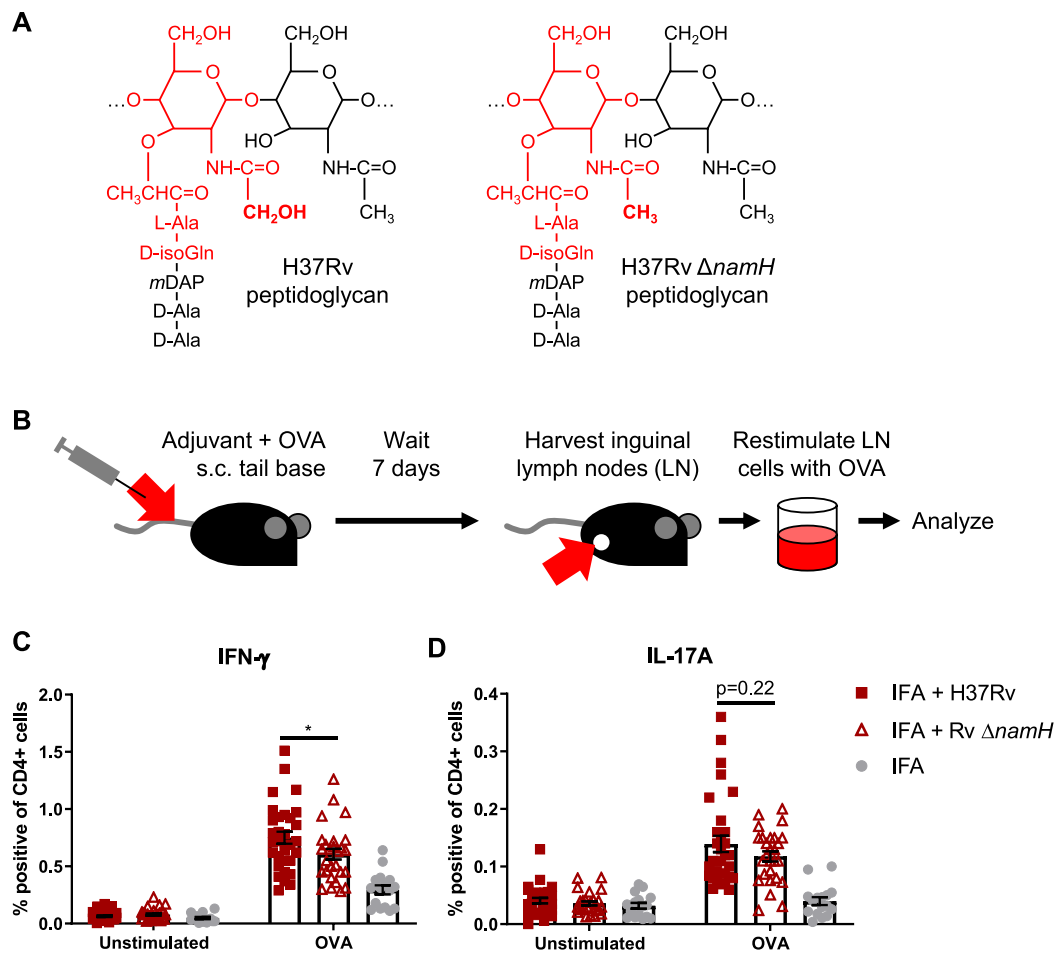 A
CH₂OH
CH₂OH
O
O
...O
O
O...
O
HO
NH-C=O
NH-C=O
CH₃CHC=O
CH₂OH
CH₃
L-Ala
D-isoGln
mDAP
D-Ala
D-Ala
H37Rv
peptidoglycan
CH₂OH
CH₂OH
O
O
...O
O
O...
O
HO
NH-C=O
NH-C=O
CH₃CHC=O
CH₃
CH₃
L-Ala
D-isoGln
mDAP
D-Ala
D-Ala
H37Rv ΔnamH
peptidoglycan
B
Adjuvant + OVA
s.c. tail base
Wait
7 days
Harvest inguinal
lymph nodes (LN)
Restimulate LN
cells with OVA
Analyze
C
IFN-γ
% positive of CD4+ cells
2.0
1.5
1.0
0.5
0.0
*
Unstimulated
OVA
D
IL-17A
% positive of CD4+ cells
0.4
0.3
0.2
0.1
0.0
p=0.22
Unstimulated
OVA
IFA + H37Rv
IFA + Rv ΔnamH
IFA